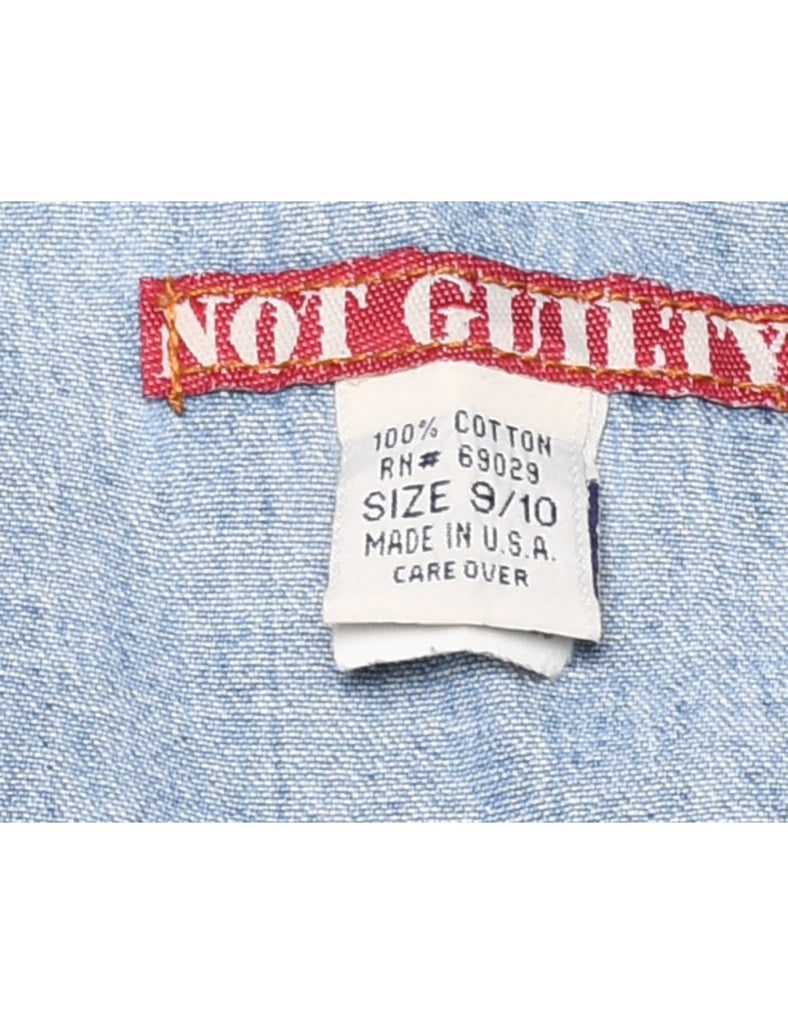 NOT GUILTY
100% COTTON
RN# 69029
SIZE 9/10
MADE IN U.S.A.
CARE OVER